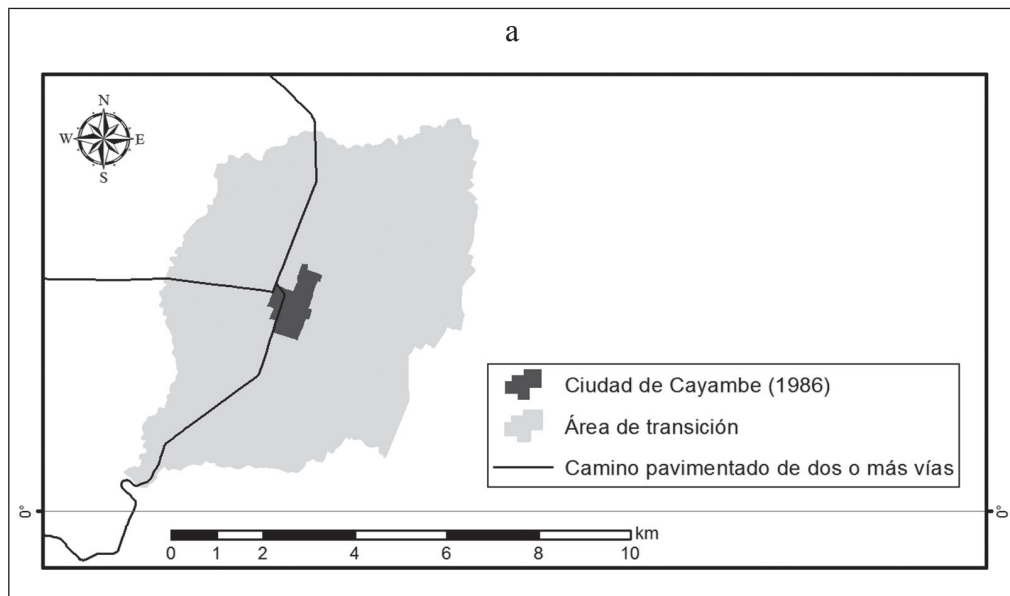 a
N
W E
S
Ciudad de Cayambe (1986)
Área de transición
Camino pavimentado de dos o más vías
0° 0°
km
0 1 2 4 6 8 10